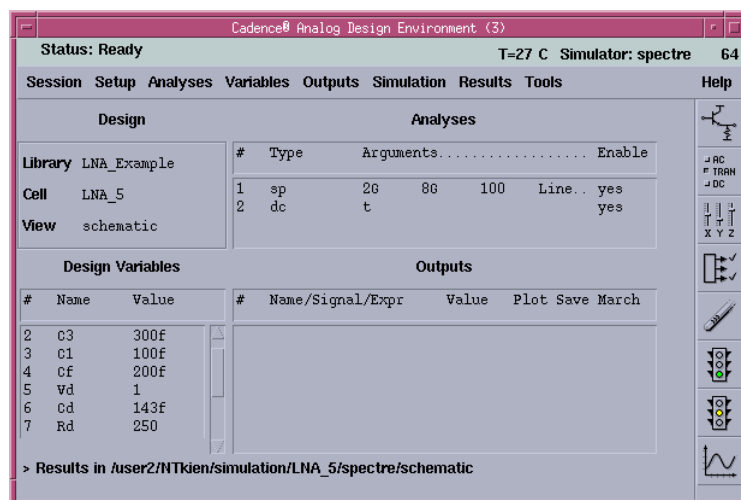 Cadence® Analog Design Environment (3)
Status: Ready T=27 C Simulator: spectre 64
Session Setup Analyses Variables Outputs Simulation Results Tools Help
Design
Library LNA_Example
Cell LNA_5
View schematic
Analyses
# Type Arguments.................. Enable
1 sp 2G 8G 100 Line.. yes
2 dc t yes
Design Variables
# Name Value
2 c3 300f
3 c1 100f
4 cf 200f
5 Vd 1
6 Cd 143f
7 Rd 250
Outputs
# Name/Signal/Expr Value Plot Save March
AC
TRAN
DC
X Y Z
> Results in /user2/NTkien/simulation/LNA_5/spectre/schematic